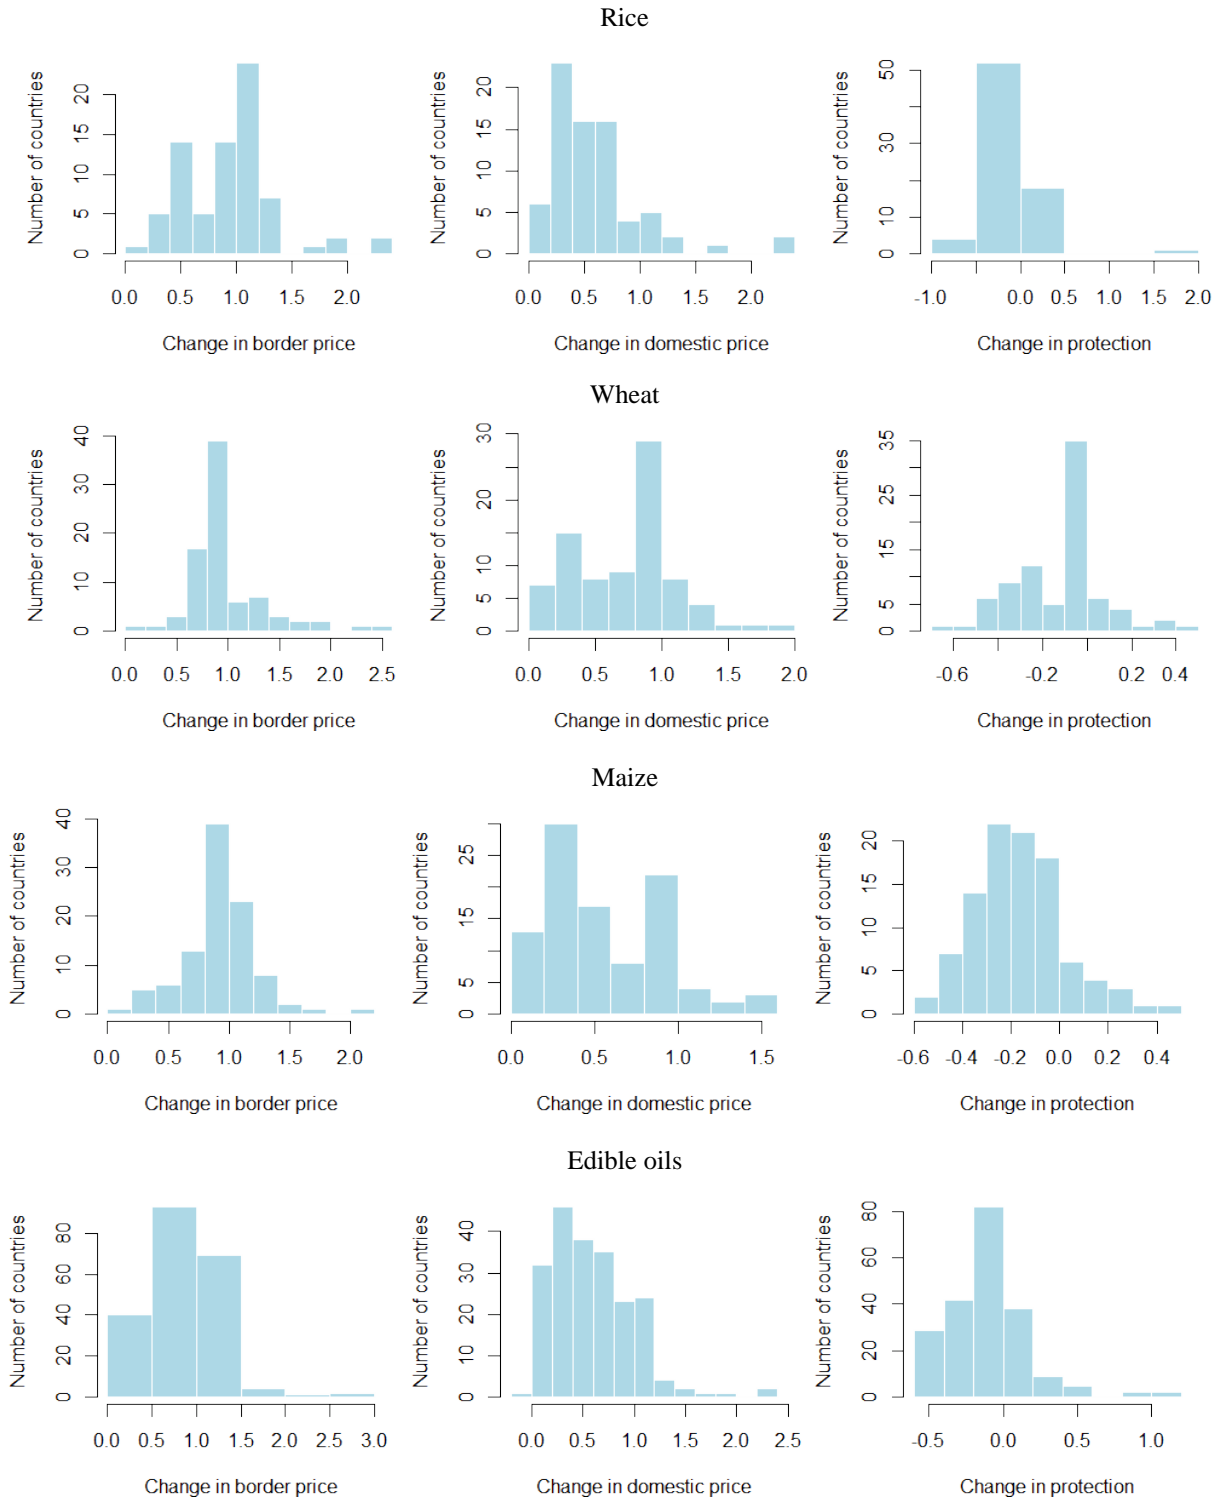 Rice
Number of countries
0 5 10 15 20
0.0 0.5 1.0 1.5 2.0
Change in border price
Number of countries
0 5 10 15 20
0.0 0.5 1.0 1.5 2.0
Change in domestic price
Number of countries
0 10 30 50
-1.0 0.0 0.5 1.0 1.5 2.0
Change in protection
Wheat
Number of countries
0 10 20 30 40
0.0 0.5 1.0 1.5 2.0 2.5
Change in border price
Number of countries
0 5 10 20 30
0.0 0.5 1.0 1.5 2.0
Change in domestic price
Number of countries
0 5 15 25 35
-0.6 -0.2 0.2 0.4
Change in protection
Maize
Number of countries
0 10 20 30 40
0.0 0.5 1.0 1.5 2.0
Change in border price
Number of countries
0 5 15 25
0.0 0.5 1.0 1.5
Change in domestic price
Number of countries
0 5 10 15 20
-0.6 -0.4 -0.2 0.0 0.2 0.4
Change in protection
Edible oils
Number of countries
0 20 40 60 80
0.0 0.5 1.0 1.5 2.0 2.5 3.0
Change in border price
Number of countries
0 10 20 30 40
0.0 0.5 1.0 1.5 2.0 2.5
Change in domestic price
Number of countries
0 20 40 60 80
-0.5 0.0 0.5 1.0
Change in protection